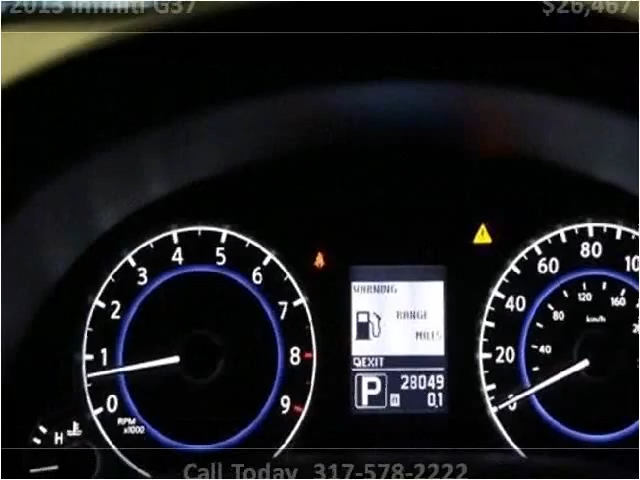 2013 Infiniti G37 $26,467
1 2 3 4 5 6 7 8 9
0
RPM
x1000
H
WARNING
RANGE
MILES
EXIT
P 28049
0.1
0 20 40 60 80
40 80 120 160
km/h
Call Today 317-578-2222